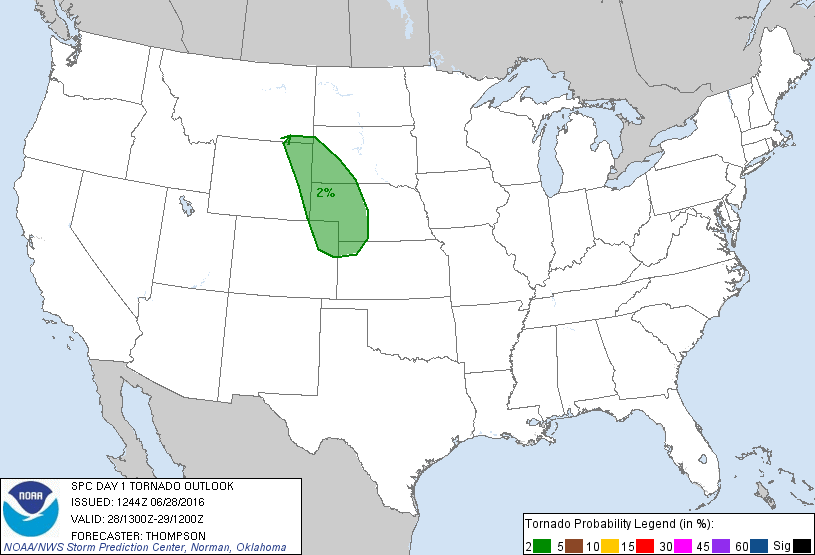 2%
NOAA
SPC DAY 1 TORNADO OUTLOOK
ISSUED: 1244Z 06/28/2016
VALID: 28/1300Z-29/1200Z
FORECASTER: THOMPSON
NOAA/NWS Storm Prediction Center, Norman, Oklahoma
Tornado Probability Legend (in %):
2 5 10 15 30 45 60 Sig